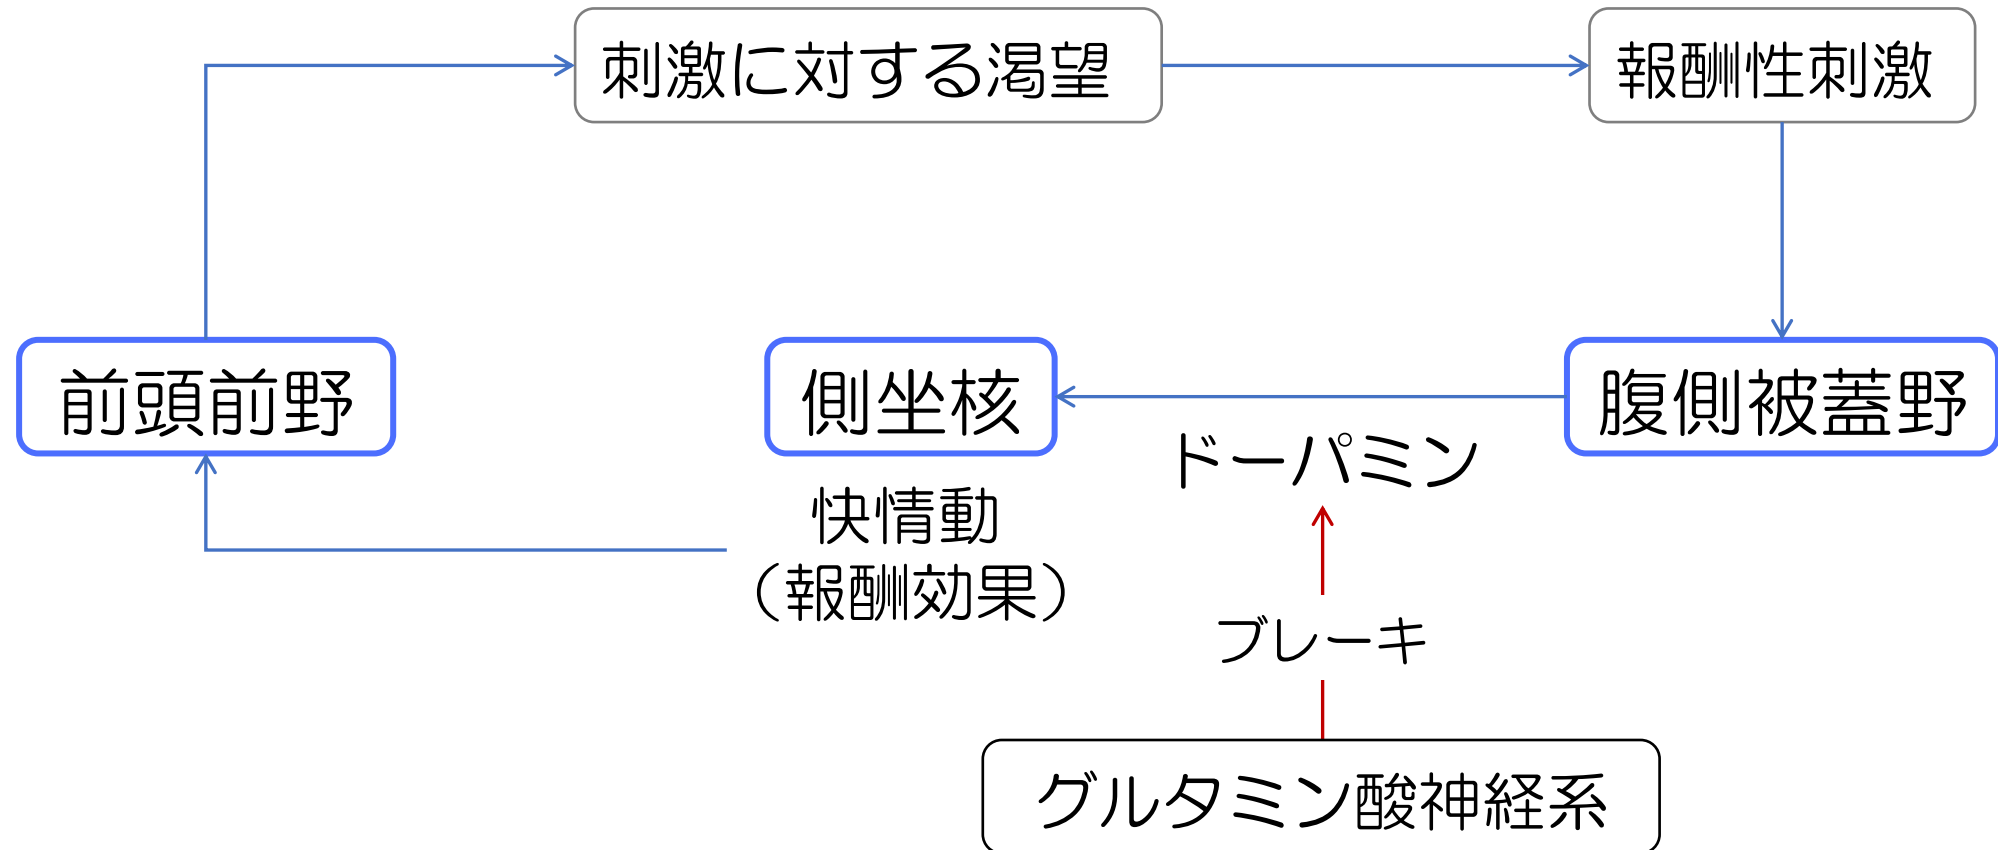 刺激に対する渇望
報酬性刺激
前頭前野
側坐核
腹側被蓋野
ドーパミン
快情動
（報酬効果）
ブレーキ
グルタミン酸神経系